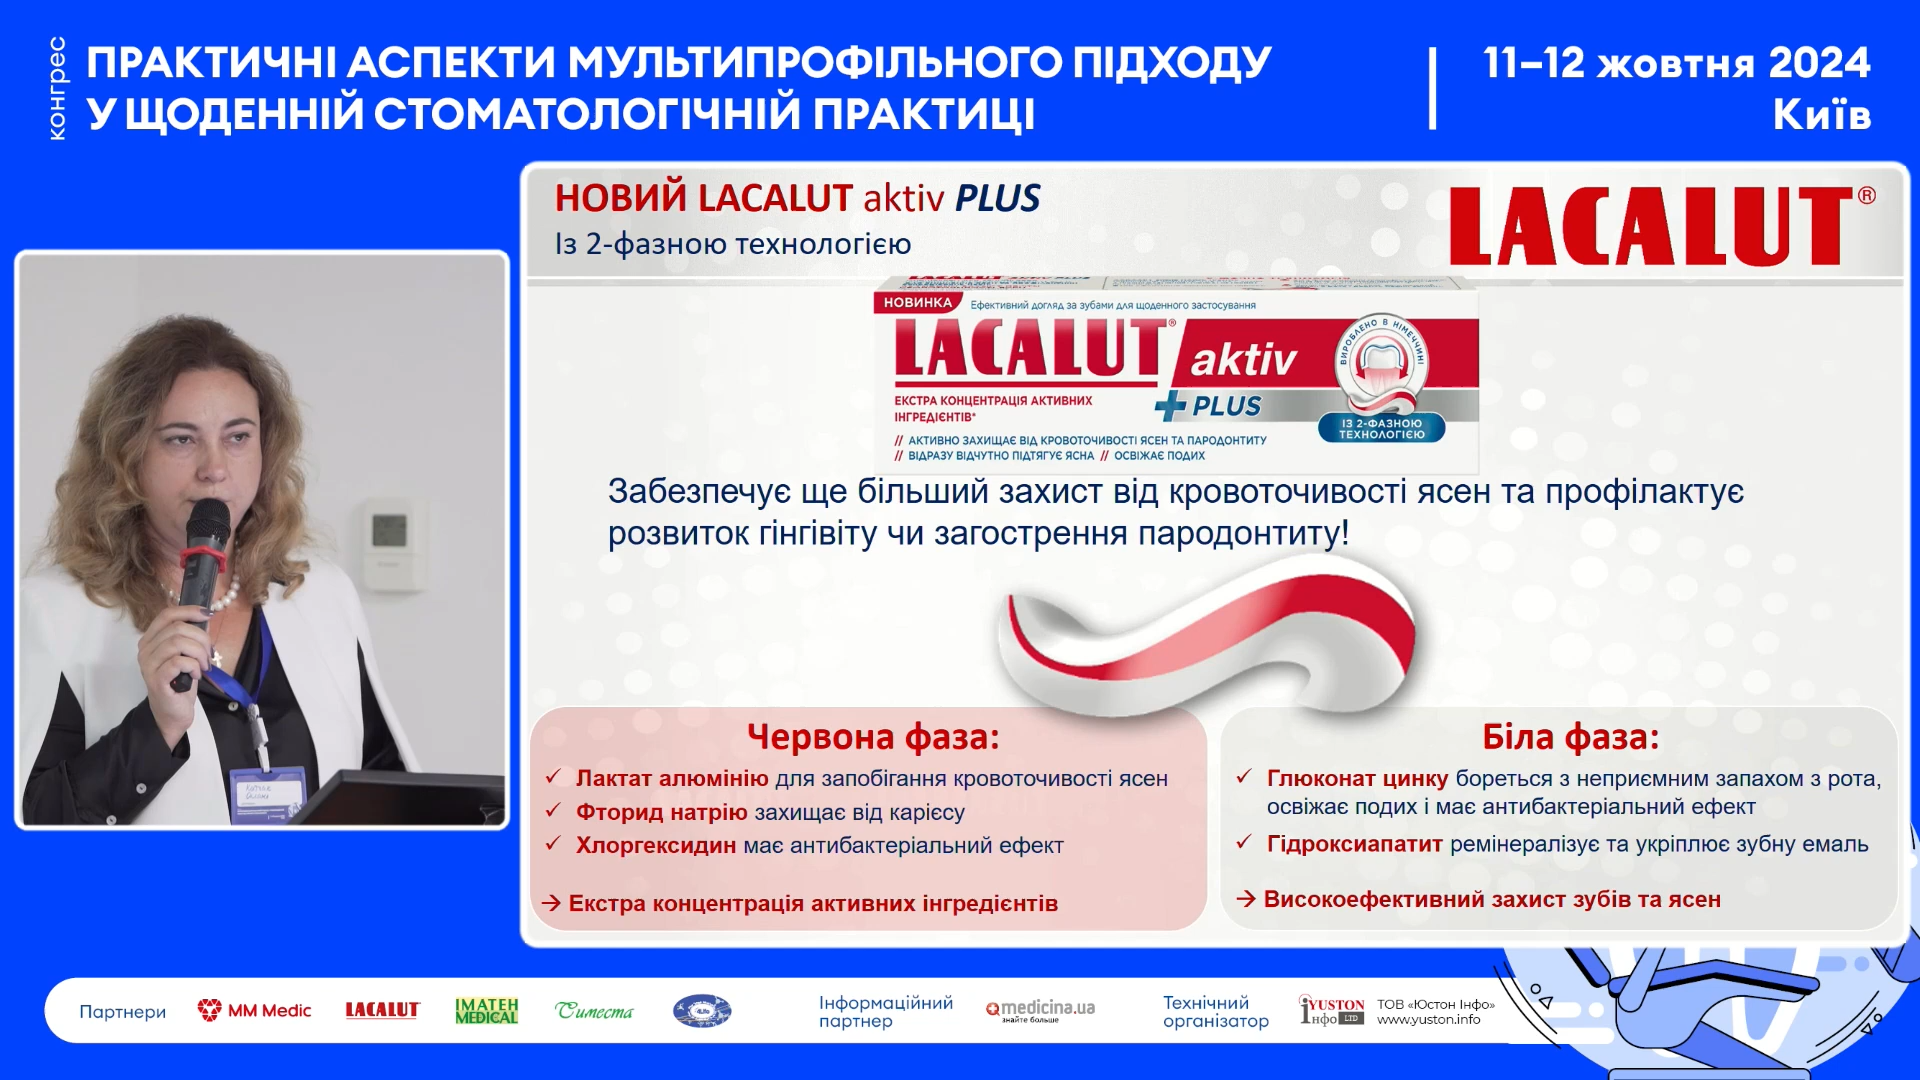 конгрес
ПРАКТИЧНІ АСПЕКТИ МУЛЬТИПРОФІЛЬНОГО ПІДХОДУ
У ЩОДЕННІЙ СТОМАТОЛОГІЧНІЙ ПРАКТИЦІ
11–12 жовтня 2024
Київ
НОВИЙ LACALUT aktiv PLUS
Із 2-фазною технологією
LACALUT®
НОВИНКА
Ефективний догляд за зубами для щоденного застосування
LACALUT® aktiv
+PLUS
ЕКСТРА КОНЦЕНТРАЦІЯ АКТИВНИХ
ІНГРЕДІЄНТІВ*
// АКТИВНО ЗАХИЩАЄ ВІД КРОВОТОЧИВОСТІ ЯСЕН ТА ПАРОДОНТИТУ
// ВІДРАЗУ ВІДЧУТНО ПІДТЯГУЄ ЯСНА // ОСВІЖАЄ ПОДИХ
ВИРОБЛЕНО В НІМЕЧЧИНІ
ІЗ 2-ФАЗНОЮ
ТЕХНОЛОГІЄЮ
Забезпечує ще більший захист від кровоточивості ясен та профілактує
розвиток гінгівіту чи загострення пародонтиту!
Червона фаза:
✓ Лактат алюмінію для запобігання кровоточивості ясен
✓ Фторид натрію захищає від карієсу
✓ Хлоргексидин має антибактеріальний ефект
→ Екстра концентрація активних інгредієнтів
Біла фаза:
✓ Глюконат цинку бореться з неприємним запахом з рота,
освіжає подих і має антибактеріальний ефект
✓ Гідроксиапатит ремінералізує та укріплює зубну емаль
→ Високоефективний захист зубів та ясен
Партнери
MM Medic
LACALUT
IMATEH
MEDICAL
Симеста
Інформаційний
партнер
medicina.ua
знайте більше
Технічний
організатор
YUSTON
Інфо LTD
ТОВ «Юстон Інфо»
www.yuston.info